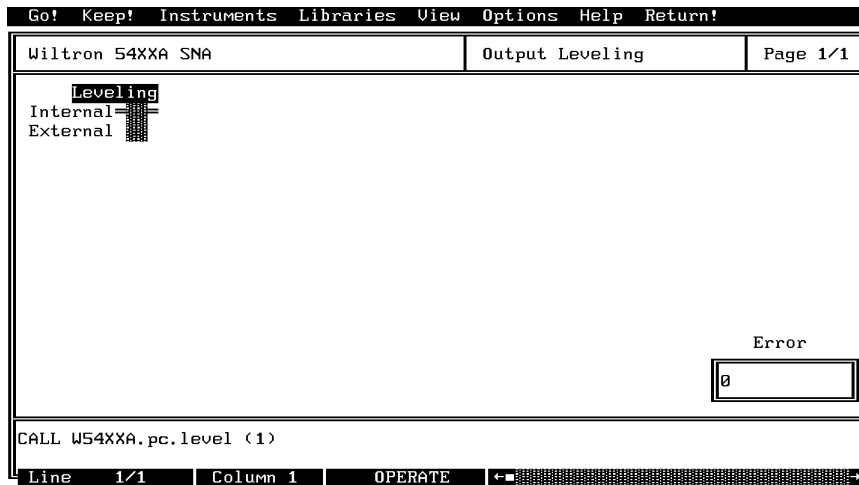 Go! Keep! Instruments Libraries View Options Help Return!
Wiltron 54XXA SNA
Output Leveling
Page 1/1
Leveling
Internal
External
Error
0
CALL W54XXA.pc.level (1)
Line 1/1 Column 1 OPERATE